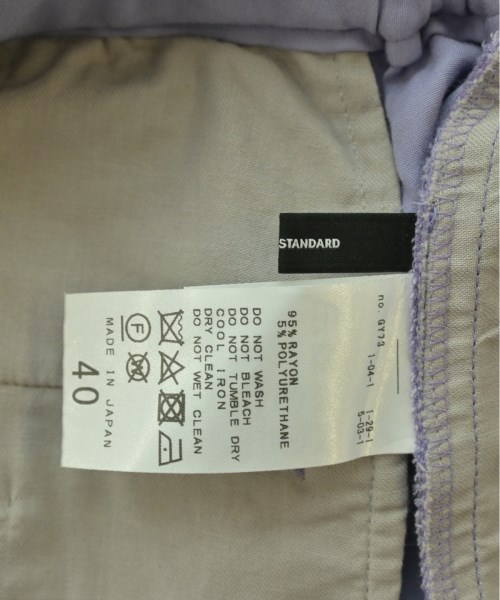 STANDARD
no. GY73 1-04-1 1-29-1
5-03-1
95% RAYON
5% POLYURETHANE
DO NOT WASH
DO NOT BLEACH
DO NOT TUMBLE DRY
COOL IRON
DRY CLEAN
DO NOT WET CLEAN
F
W
MADE IN JAPAN
40